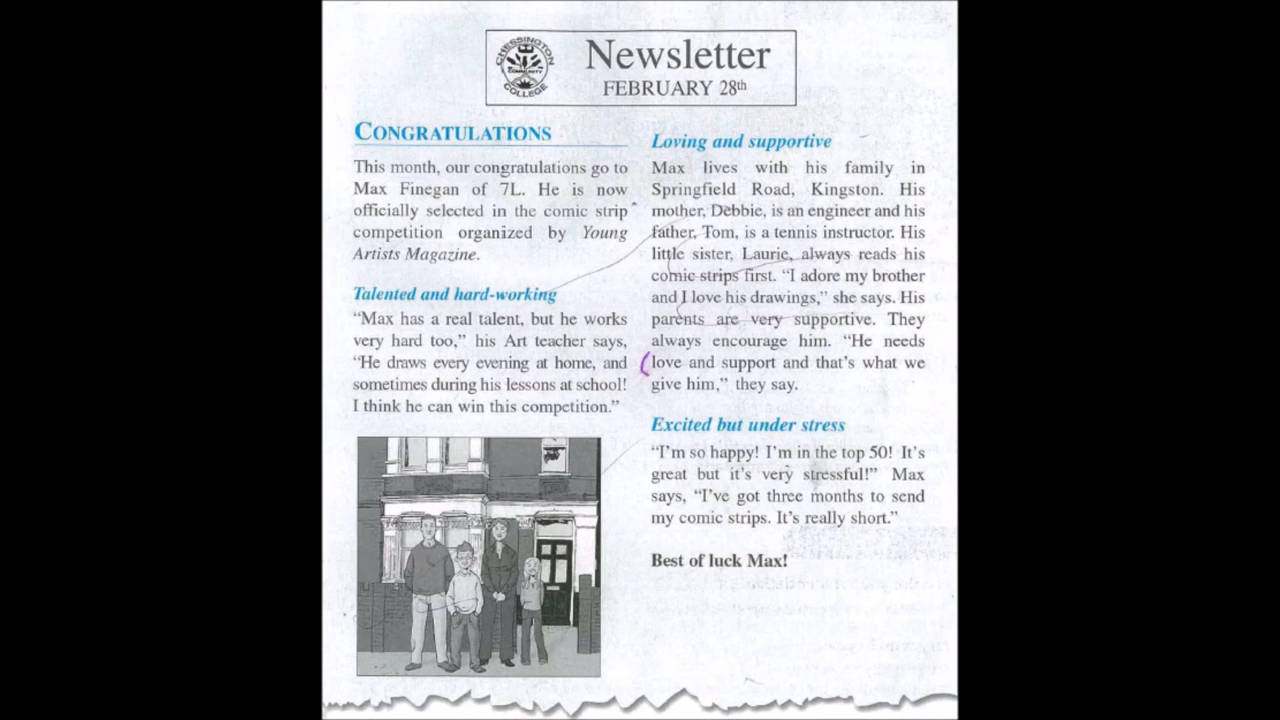 CHESSINGTON
COMMUNITY
COLLEGE
Newsletter
FEBRUARY 28th
CONGRATULATIONS
This month, our congratulations go to
Max Finegan of 7L. He is now
officially selected in the comic strip
competition organized by Young
Artists Magazine.
Talented and hard-working
“Max has a real talent, but he works
very hard too,” his Art teacher says,
“He draws every evening at home, and
sometimes during his lessons at school!
I think he can win this competition.”
Loving and supportive
Max lives with his family in
Springfield Road, Kingston. His
mother, Debbie, is an engineer and his
father, Tom, is a tennis instructor. His
little sister, Laurie, always reads his
comic strips first. “I adore my brother
and I love his drawings,” she says. His
parents are very supportive. They
always encourage him. “He needs
love and support and that’s what we
give him,” they say.
Excited but under stress
“I’m so happy! I’m in the top 50! It’s
great but it’s very stressful!” Max
says, “I’ve got three months to send
my comic strips. It’s really short.”
Best of luck Max!